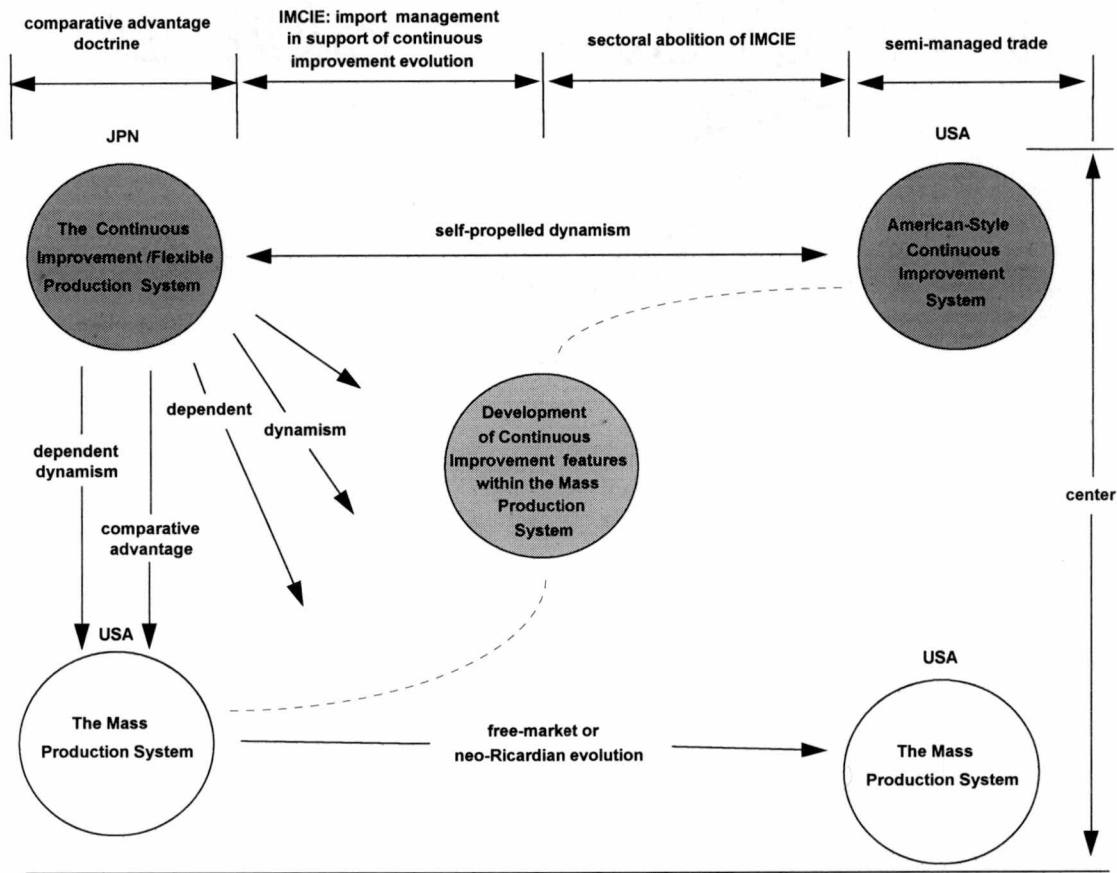 comparative advantage
doctrine
IMCIE: import management
in support of continuous
improvement evolution
sectoral abolition of IMCIE
semi-managed trade
JPN
USA
The Continuous
Improvement /Flexible
Production System
self-propelled dynamism
American-Style
Continuous
Improvement
System
dependent
dynamism
dependent
dynamism
comparative
advantage
Development
of Continuous
Improvement features
within the Mass
Production
System
center
USA
The Mass
Production System
free-market or
neo-Ricardian evolution
USA
The Mass
Production System